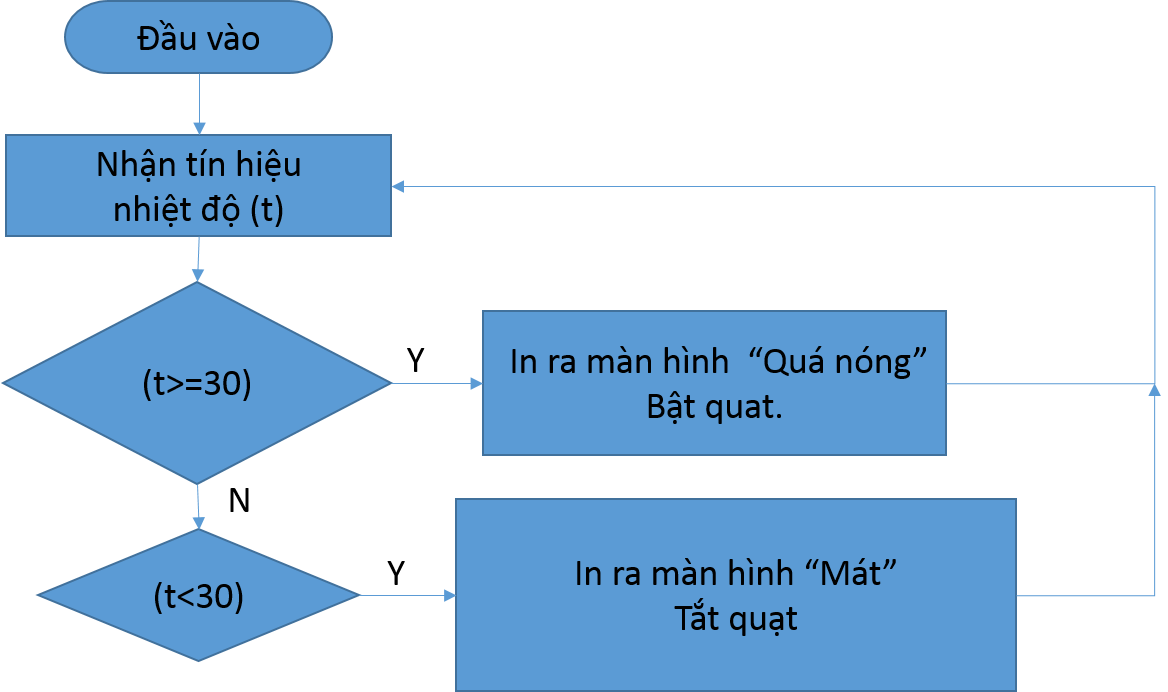 Đầu vào
Nhận tín hiệu
nhiệt độ (t)
(t>=30)
Y
In ra màn hình “Quá nóng”
Bật quat.
N
(t<30)
Y
In ra màn hình “Mát”
Tắt quạt